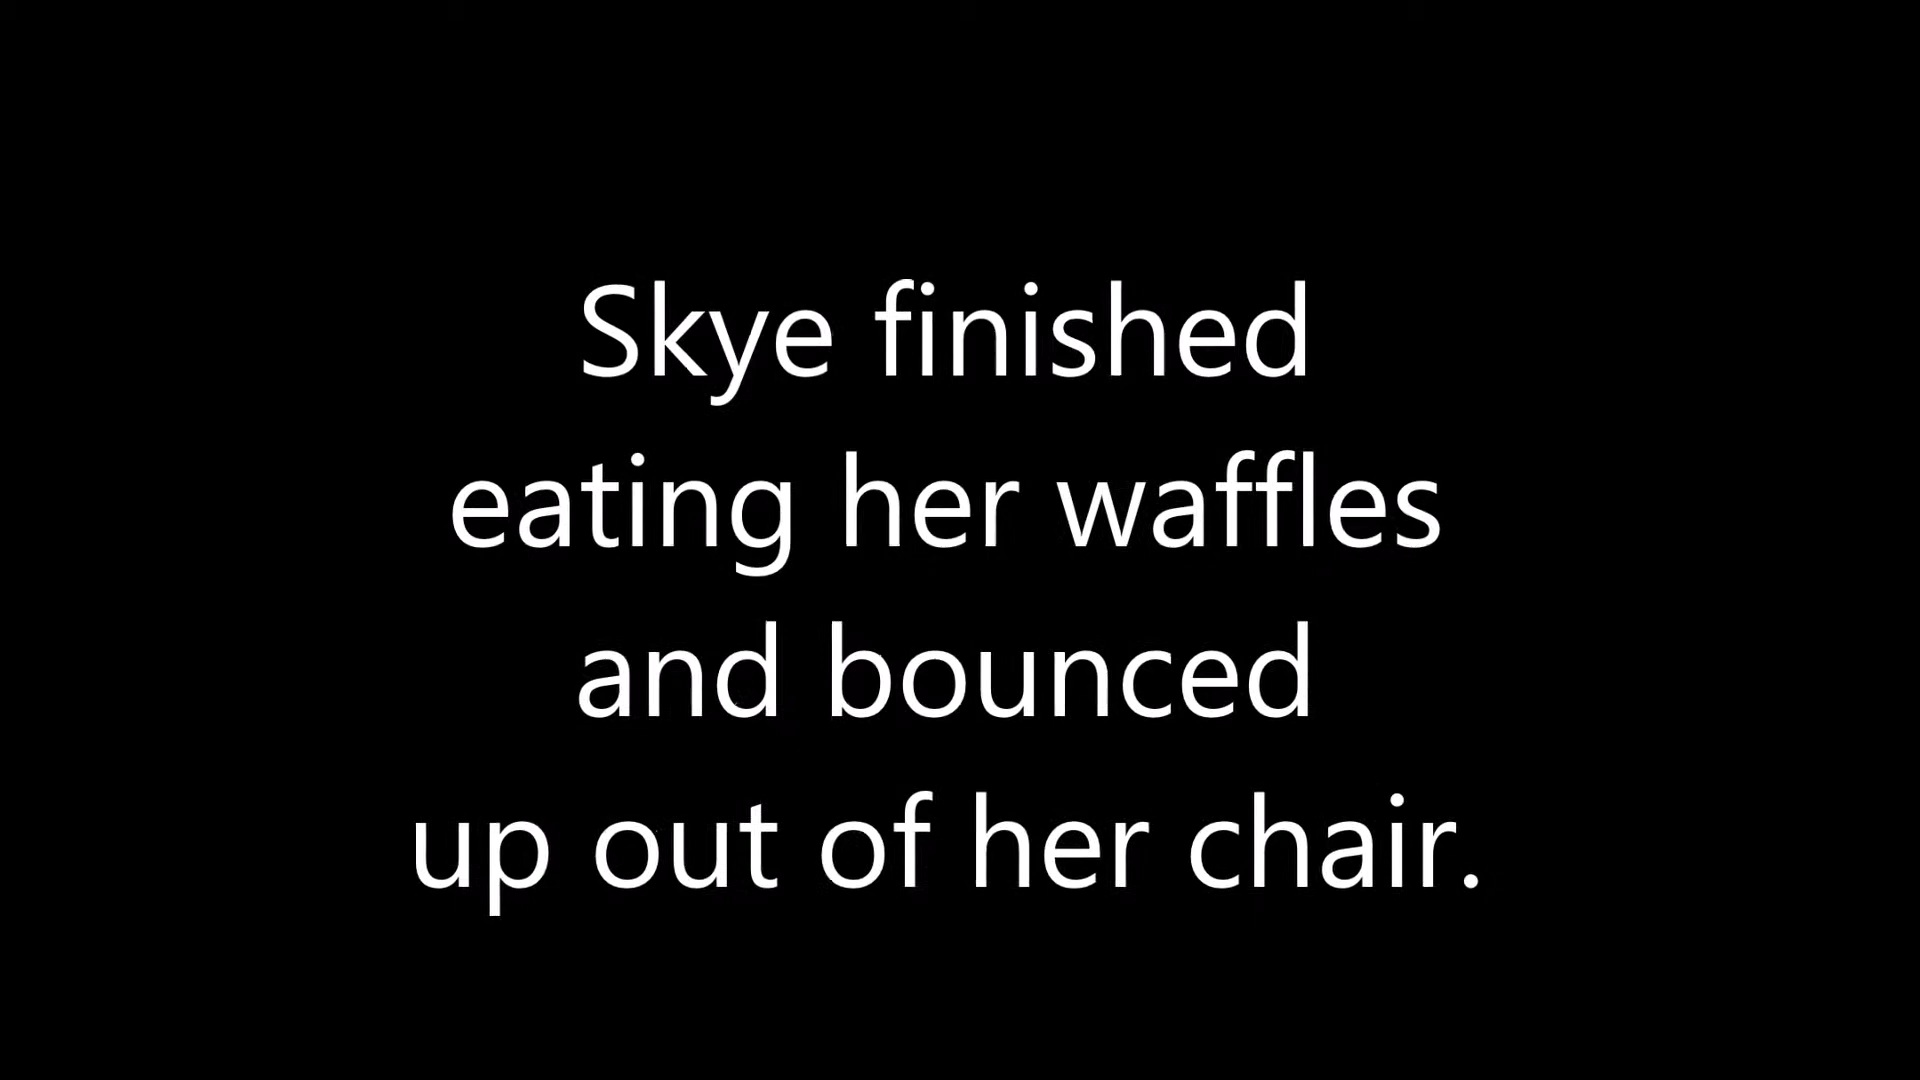 Skye finished
eating her waffles
and bounced
up out of her chair.